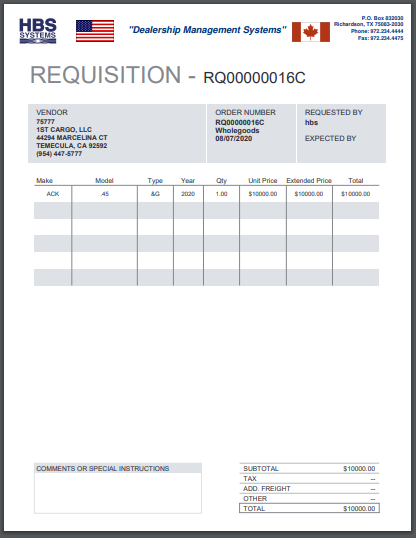 HBS
SYSTEMS
"Dealership Management Systems"
P.O. Box 832030
Richardson, TX 75083-2030
Phone: 972.234.4444
Fax: 972.234.4475
REQUISITION - RQ00000016C
VENDOR
75777
1ST CARGO, LLC
44294 MARCELINA CT
TEMECULA, CA 92592
(954) 447-5777
ORDER NUMBER
RQ00000016C
Wholegoods
08/07/2020
REQUESTED BY
hbs
EXPECTED BY
Make Model Type Year Qty Unit Price Extended Price Total
ACK .45 &G 2020 1.00 $10000.00 $10000.00 $10000.00
COMMENTS OR SPECIAL INSTRUCTIONS
SUBTOTAL $10000.00
TAX --
ADD. FREIGHT --
OTHER --
TOTAL $10000.00